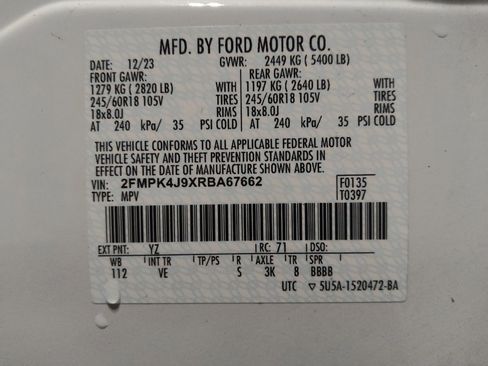 MFD. BY FORD MOTOR CO.
DATE: 12/23 GVWR: 2449 KG ( 5400 LB)
FRONT GAWR: REAR GAWR:
1279 KG ( 2820 LB) WITH 1197 KG ( 2640 LB) WITH
245/60R18 105V TIRES 245/60R18 105V TIRES
18x8.0J RIMS 18x8.0J RIMS
AT 240 kPa/ 35 PSI COLD AT 240 kPa/ 35 PSI COLD
THIS VEHICLE CONFORMS TO ALL APPLICABLE FEDERAL MOTOR
VEHICLE SAFETY AND THEFT PREVENTION STANDARDS IN
EFFECT ON THE DATE OF MANUFACTURE SHOWN ABOVE.
VIN: 2FMPK4J9XRBA67662 F0135
TYPE: MPV T0397
EXT PNT: YZ RC: 71 DSO:
WB INT TR TP/PS R AXLE TR SPR
112 VE S 3K 8 BBBB
UTC ▽ 5U5A-1520472-BA